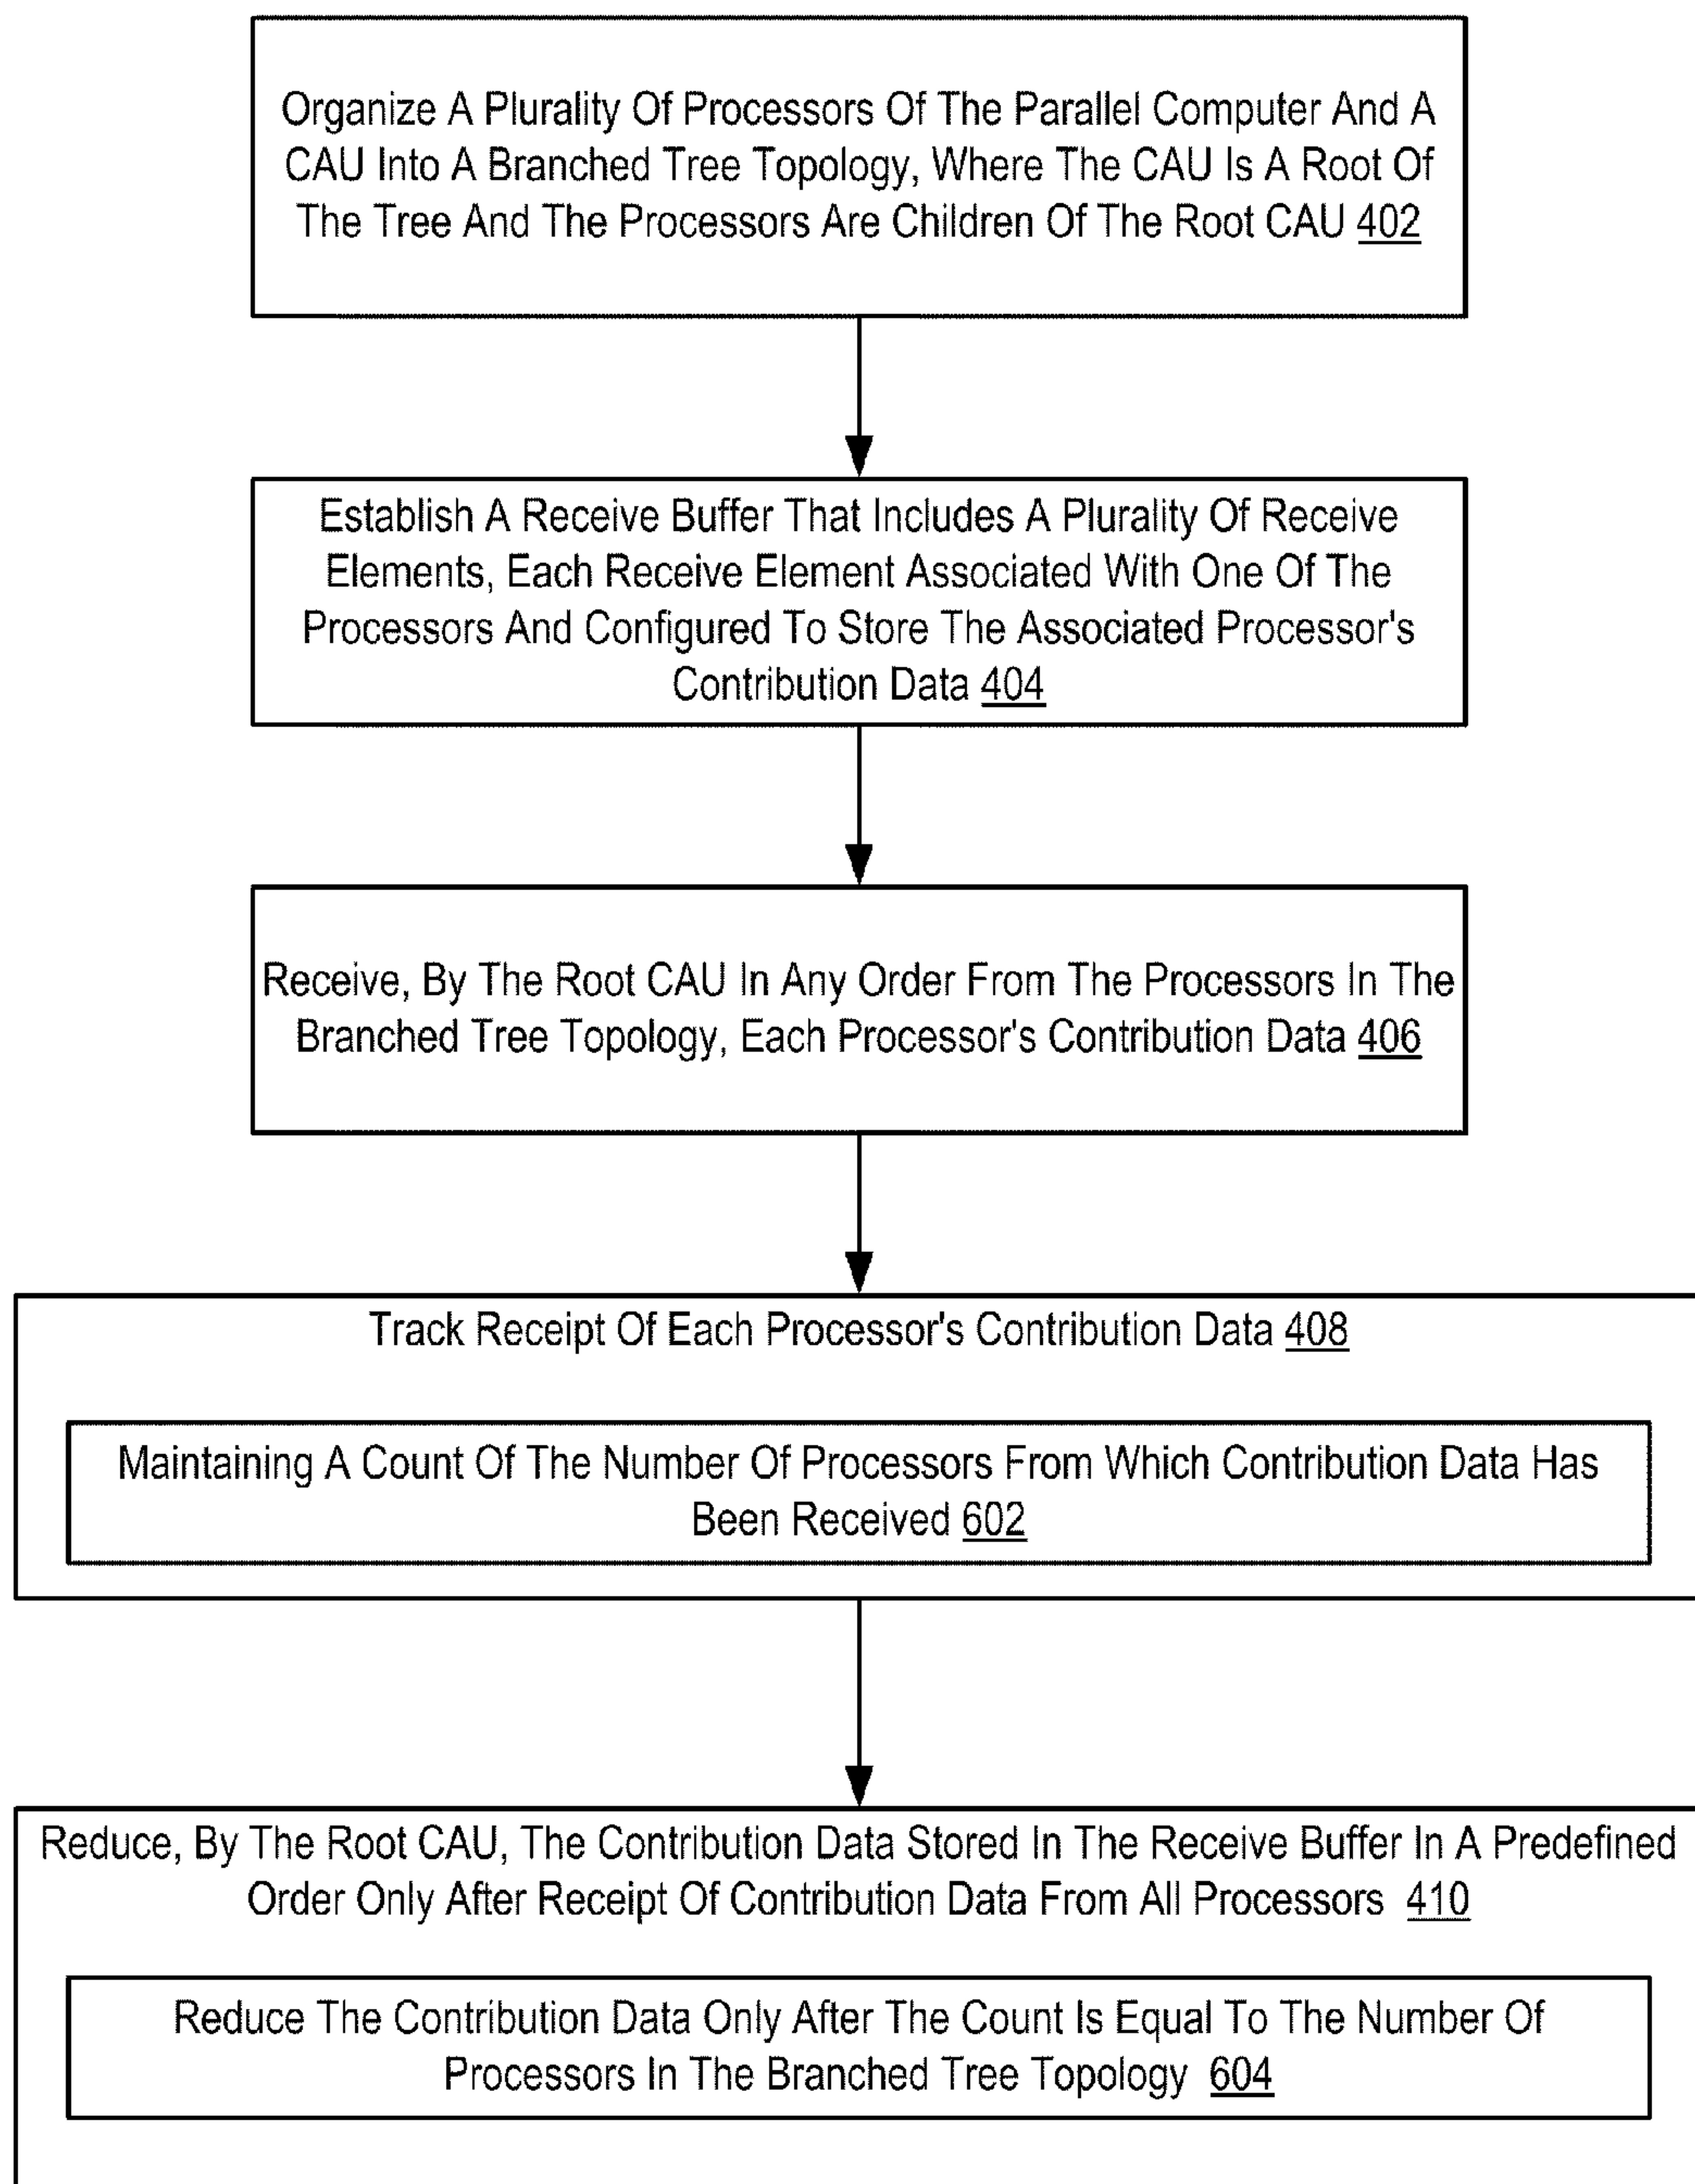 Organize A Plurality Of Processors Of The Parallel Computer And A
CAU Into A Branched Tree Topology, Where The CAU Is A Root Of
The Tree And The Processors Are Children Of The Root CAU 402
Establish A Receive Buffer That Includes A Plurality Of Receive
Elements, Each Receive Element Associated With One Of The
Processors And Configured To Store The Associated Processor's
Contribution Data 404
Receive, By The Root CAU In Any Order From The Processors In The
Branched Tree Topology, Each Processor's Contribution Data 406
Track Receipt Of Each Processor's Contribution Data 408
Maintaining A Count Of The Number Of Processors From Which Contribution Data Has
Been Received 602
Reduce, By The Root CAU, The Contribution Data Stored In The Receive Buffer In A Predefined
Order Only After Receipt Of Contribution Data From All Processors 410
Reduce The Contribution Data Only After The Count Is Equal To The Number Of
Processors In The Branched Tree Topology 604